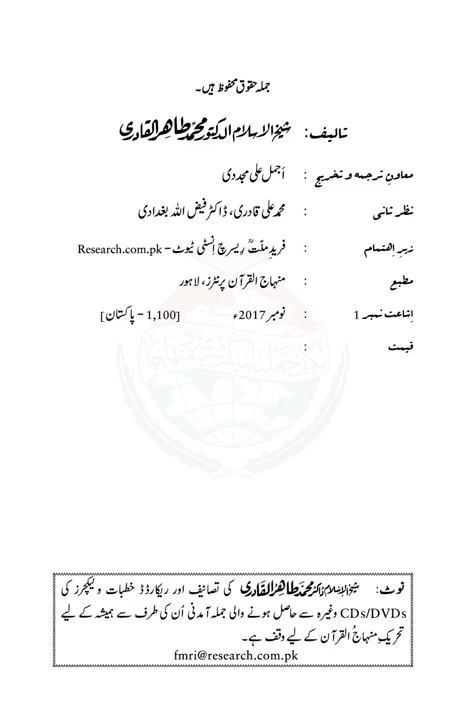 جملہ حقوق محفوظ ہیں۔
تالیف: شیخ الاسلام الدکتور محمد طاہر القادری
معاونِ ترجمہ و تخریج : اَجمل علی مجددی
نظر ثانی : محمد علی قادری، ڈاکٹر فیض اللہ بغدادی
زیرِ اِہتمام : فریدِ ملّتؒ رِیسرچ اِنسٹی ٹیوٹ - Research.com.pk
مطبع : منہاج القرآن پرنٹرز، لاہور
اِشاعت نمبر 1 : نومبر 2017ء [1,100 - پاکستان]
قیمت :
نوٹ: شیخ الاسلام ڈاکٹر محمد طاہر القادری کی تصانیف اور ریکارڈڈ خطبات و لیکچرز کی
CDs/DVDs وغیرہ سے حاصل ہونے والی جملہ آمدنی اُن کی طرف سے ہمیشہ کے لیے
تحریکِ منہاجُ القرآن کے لیے وقف ہے۔
fmri@research.com.pk